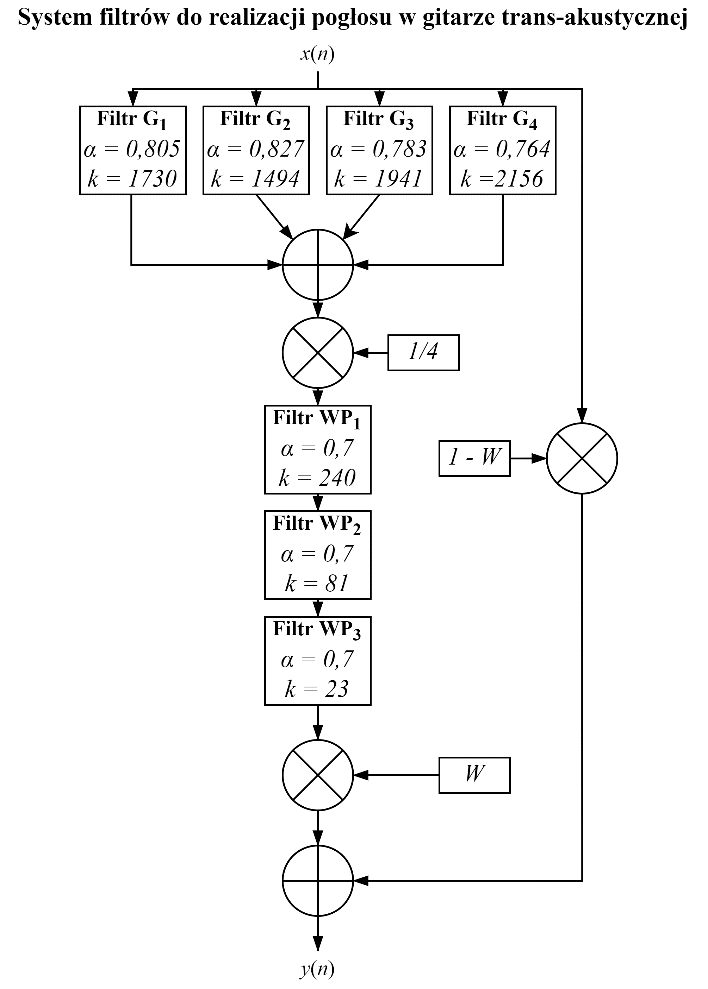 System filtrów do realizacji pogłosu w gitarze trans-akustycznej
x(n)
Filtr G₁
α = 0,805
k = 1730
Filtr G₂
α = 0,827
k = 1494
Filtr G₃
α = 0,783
k = 1941
Filtr G₄
α = 0,764
k =2156
1/4
Filtr WP₁
α = 0,7
k = 240
1 - W
Filtr WP₂
α = 0,7
k = 81
Filtr WP₃
α = 0,7
k = 23
W
y(n)